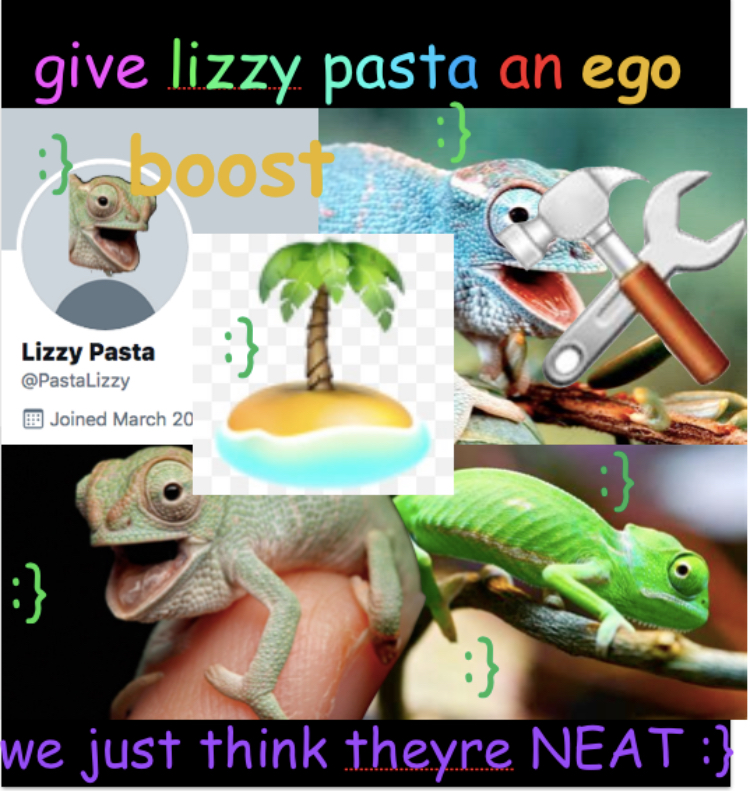 give lizzy pasta an ego
:}
:}
boost
:}
Lizzy Pasta
@PastaLizzy
Joined March 20
:}
:}
:}
we just think theyre NEAT :}